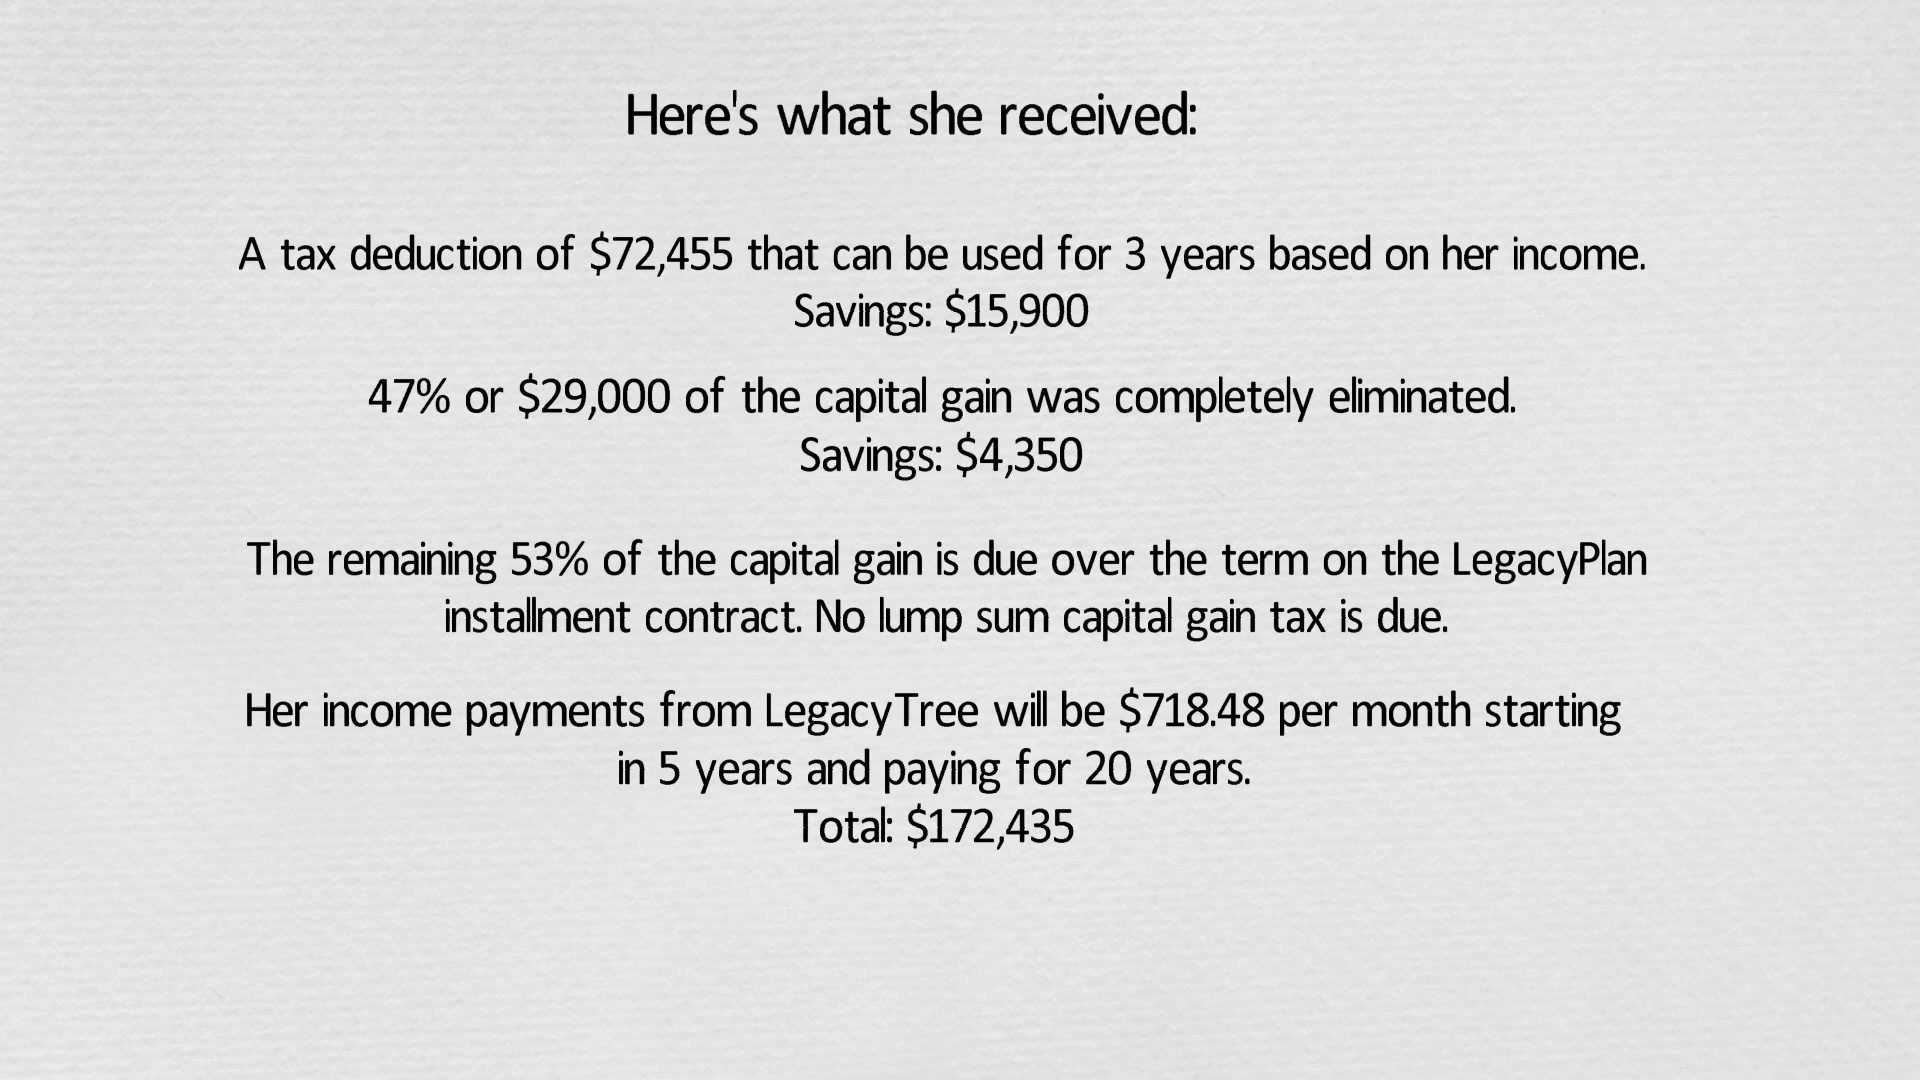 Here's what she received:
A tax deduction of $72,455 that can be used for 3 years based on her income.
Savings: $15,900
47% or $29,000 of the capital gain was completely eliminated.
Savings: $4,350
The remaining 53% of the capital gain is due over the term on the LegacyPlan
installment contract. No lump sum capital gain tax is due.
Her income payments from LegacyTree will be $718.48 per month starting
in 5 years and paying for 20 years.
Total: $172,435